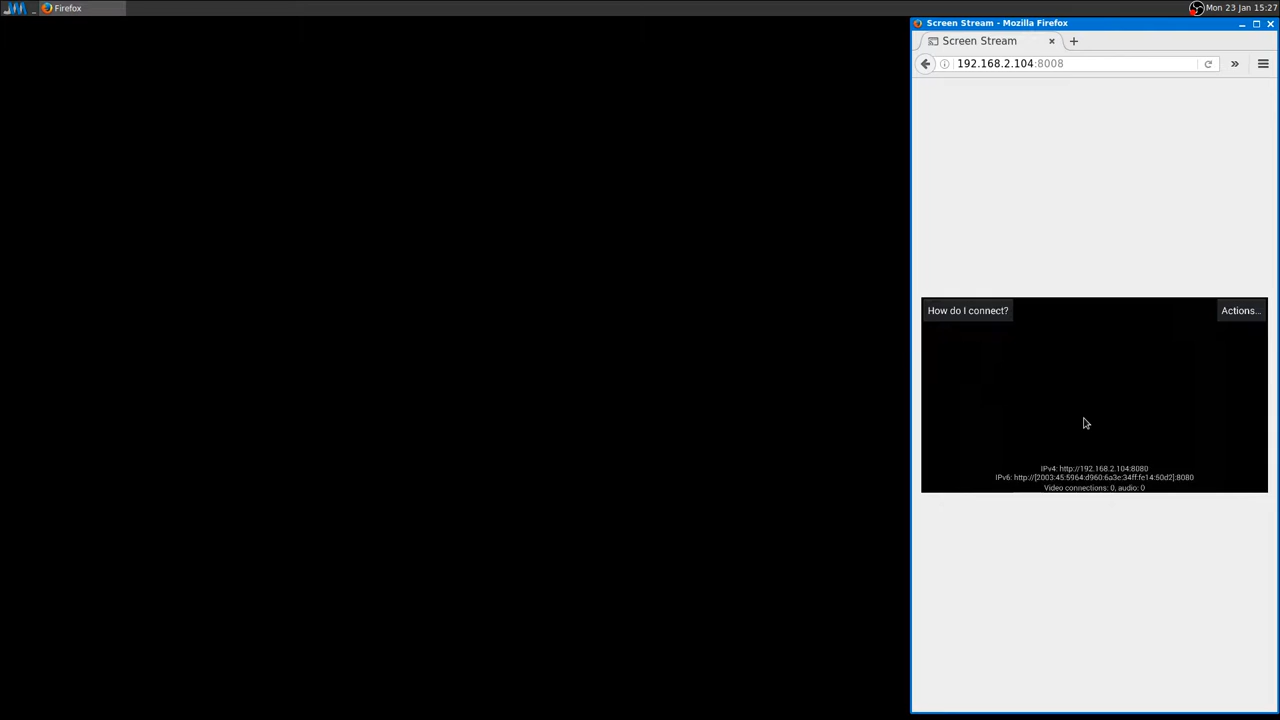 Firefox
Mon 23 Jan 15:27
Screen Stream - Mozilla Firefox
Screen Stream
192.168.2.104:8008
How do I connect?
Actions...
IPv4: http://192.168.2.104:8080
IPv6: http://[2003:45:5964:d960:6a3e:34ff:fe14:50d2]:8080
Video connections: 0, audio: 0